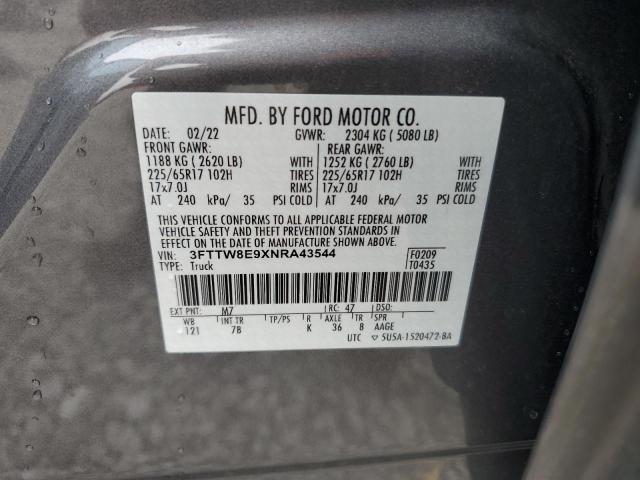 MFD. BY FORD MOTOR CO.
DATE: 02/22 GVWR: 2304 KG ( 5080 LB)
FRONT GAWR: REAR GAWR:
1188 KG ( 2620 LB) WITH 1252 KG ( 2760 LB) WITH
225/65R17 102H TIRES 225/65R17 102H TIRES
17x7.0J RIMS 17x7.0J RIMS
AT 240 kPa/ 35 PSI COLD AT 240 kPa/ 35 PSI COLD
THIS VEHICLE CONFORMS TO ALL APPLICABLE FEDERAL MOTOR
VEHICLE SAFETY AND THEFT PREVENTION STANDARDS IN
EFFECT ON THE DATE OF MANUFACTURE SHOWN ABOVE.
VIN: 3FTTW8E9XNRA43544 F0209
TYPE: Truck T0435
EXT PNT: M7 RC: 47 DSO:
WB INT TR TP/PS R AXLE TR SPR
121 7B K 36 8 AAGE
UTC ▽ 5U5A-1520472-BA